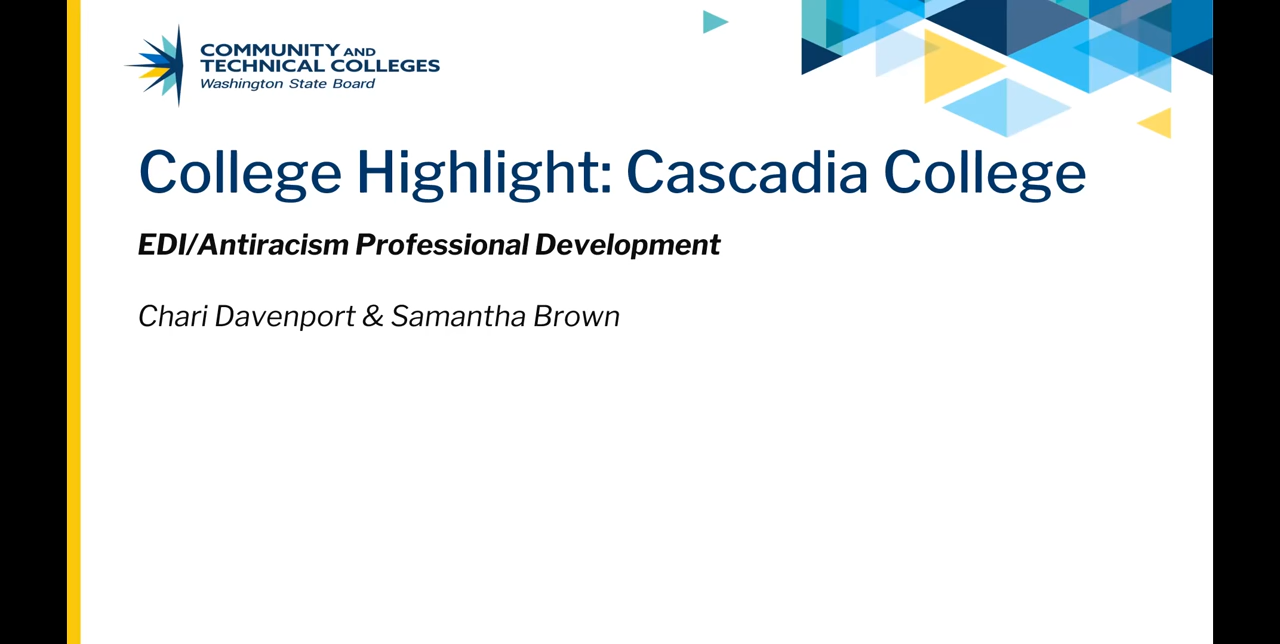 COMMUNITY AND
TECHNICAL COLLEGES
Washington State Board
College Highlight: Cascadia College
EDI/Antiracism Professional Development
Chari Davenport & Samantha Brown